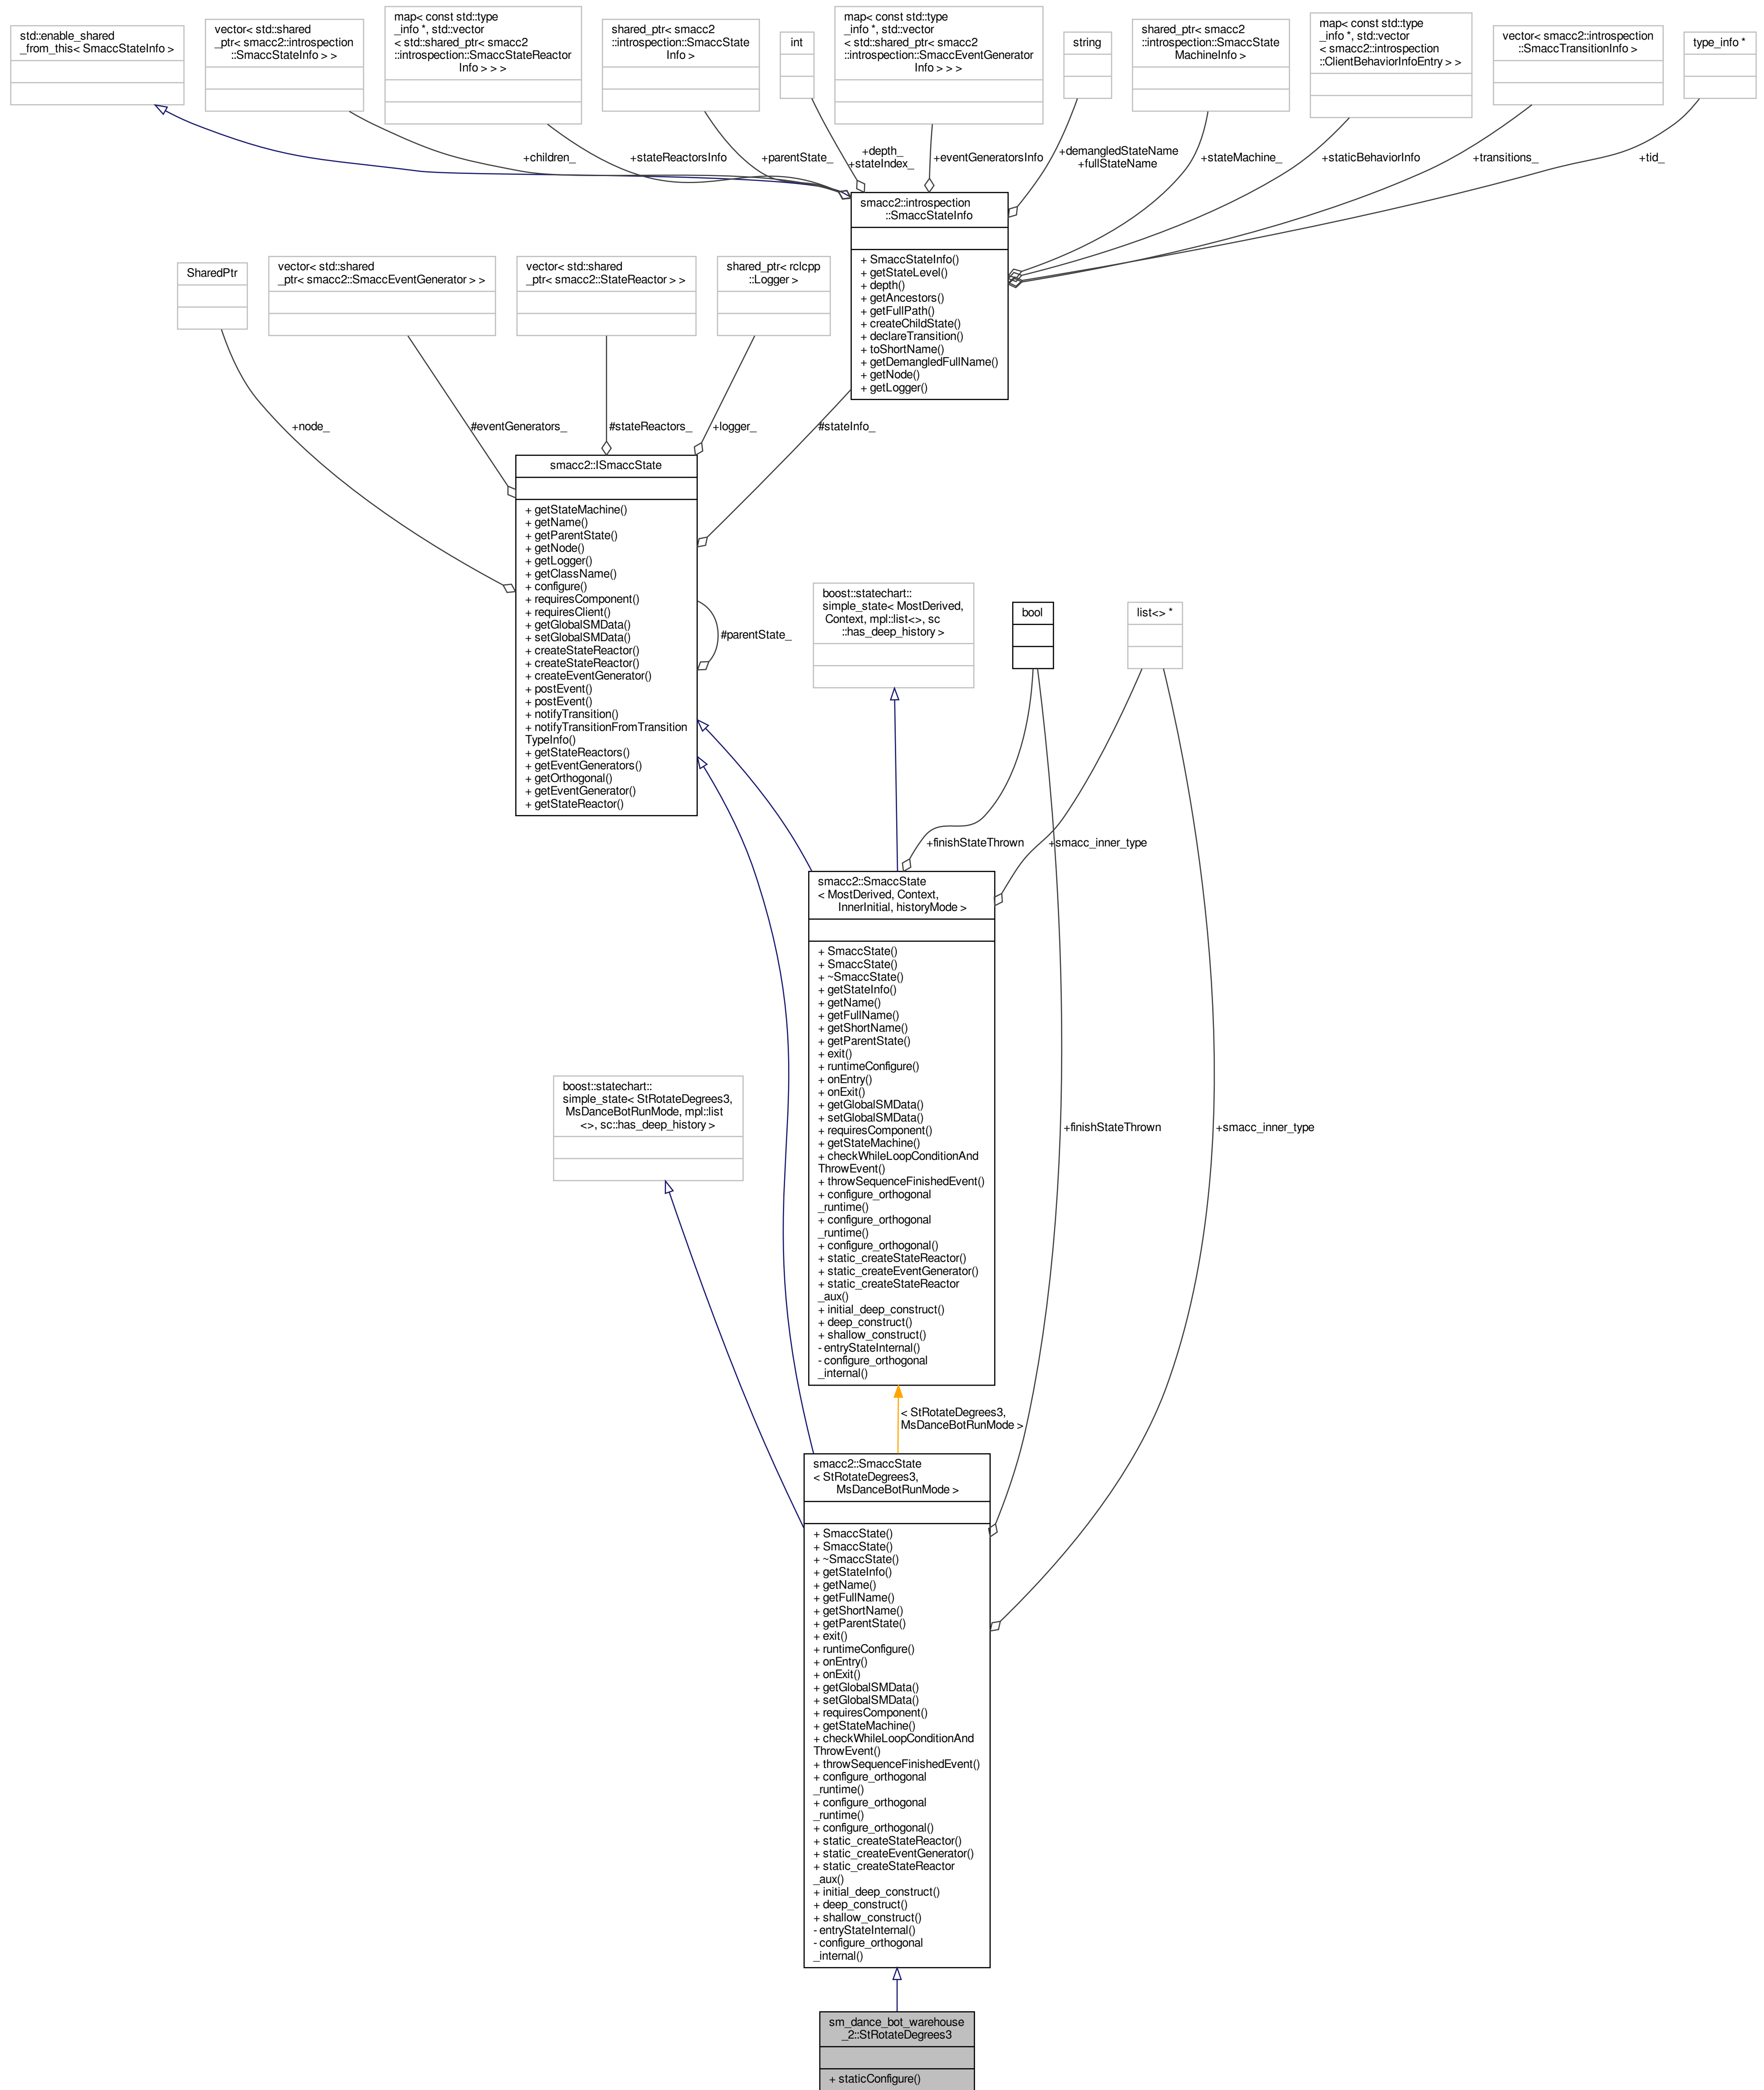 std::enable_shared
_from_this< SmaccStateInfo >
vector< std::shared
_ptr< smacc2::introspection
::SmaccStateInfo > >
map< const std::type
_info *, std::vector
< std::shared_ptr< smacc2
::introspection::SmaccStateReactor
Info > > >
shared_ptr< smacc2
::introspection::SmaccState
Info >
int
map< const std::type
_info *, std::vector
< std::shared_ptr< smacc2
::introspection::SmaccEventGenerator
Info > > >
string
shared_ptr< smacc2
::introspection::SmaccState
MachineInfo >
map< const std::type
_info *, std::vector
< smacc2::introspection
::ClientBehaviorInfoEntry > >
vector< smacc2::introspection
::SmaccTransitionInfo >
type_info *
+children_
+stateReactorsInfo
+parentState_
+depth_
+stateIndex_
+eventGeneratorsInfo
+demangledStateName
+fullStateName
+stateMachine_
+staticBehaviorInfo
+transitions_
+tid_
smacc2::introspection
::SmaccStateInfo
+ SmaccStateInfo()
+ getStateLevel()
+ depth()
+ getAncestors()
+ getFullPath()
+ createChildState()
+ declareTransition()
+ toShortName()
+ getDemangledFullName()
+ getNode()
+ getLogger()
SharedPtr
vector< std::shared
_ptr< smacc2::SmaccEventGenerator > >
vector< std::shared
_ptr< smacc2::StateReactor > >
shared_ptr< rclcpp
::Logger >
+node_
#eventGenerators_
#stateReactors_
+logger_
#stateInfo_
smacc2::ISmaccState
+ getStateMachine()
+ getName()
+ getParentState()
+ getNode()
+ getLogger()
+ getClassName()
+ configure()
+ requiresComponent()
+ requiresClient()
+ getGlobalSMData()
+ setGlobalSMData()
+ createStateReactor()
+ createStateReactor()
+ createEventGenerator()
+ postEvent()
+ postEvent()
+ notifyTransition()
+ notifyTransitionFromTransition
TypeInfo()
+ getStateReactors()
+ getEventGenerators()
+ getOrthogonal()
+ getEventGenerator()
+ getStateReactor()
#parentState_
boost::statechart::
simple_state< MostDerived,
Context, mpl::list<>, sc
::has_deep_history >
bool
list<> *
+finishStateThrown
+smacc_inner_type
smacc2::SmaccState
< MostDerived, Context,
InnerInitial, historyMode >
+ SmaccState()
+ SmaccState()
+ ~SmaccState()
+ getStateInfo()
+ getName()
+ getFullName()
+ getShortName()
+ getParentState()
+ exit()
+ runtimeConfigure()
+ onEntry()
+ onExit()
+ getGlobalSMData()
+ setGlobalSMData()
+ requiresComponent()
+ getStateMachine()
+ checkWhileLoopConditionAnd
ThrowEvent()
+ throwSequenceFinishedEvent()
+ configure_orthogonal
_runtime()
+ configure_orthogonal
_runtime()
+ configure_orthogonal()
+ static_createStateReactor()
+ static_createEventGenerator()
+ static_createStateReactor
_aux()
+ initial_deep_construct()
+ deep_construct()
+ shallow_construct()
- entryStateInternal()
- configure_orthogonal
_internal()
boost::statechart::
simple_state< StRotateDegrees3,
MsDanceBotRunMode, mpl::list
<>, sc::has_deep_history >
+finishStateThrown
+smacc_inner_type
< StRotateDegrees3,
MsDanceBotRunMode >
smacc2::SmaccState
< StRotateDegrees3,
MsDanceBotRunMode >
+ SmaccState()
+ SmaccState()
+ ~SmaccState()
+ getStateInfo()
+ getName()
+ getFullName()
+ getShortName()
+ getParentState()
+ exit()
+ runtimeConfigure()
+ onEntry()
+ onExit()
+ getGlobalSMData()
+ setGlobalSMData()
+ requiresComponent()
+ getStateMachine()
+ checkWhileLoopConditionAnd
ThrowEvent()
+ throwSequenceFinishedEvent()
+ configure_orthogonal
_runtime()
+ configure_orthogonal
_runtime()
+ configure_orthogonal()
+ static_createStateReactor()
+ static_createEventGenerator()
+ static_createStateReactor
_aux()
+ initial_deep_construct()
+ deep_construct()
+ shallow_construct()
- entryStateInternal()
- configure_orthogonal
_internal()
sm_dance_bot_warehouse
_2::StRotateDegrees3
+ staticConfigure()